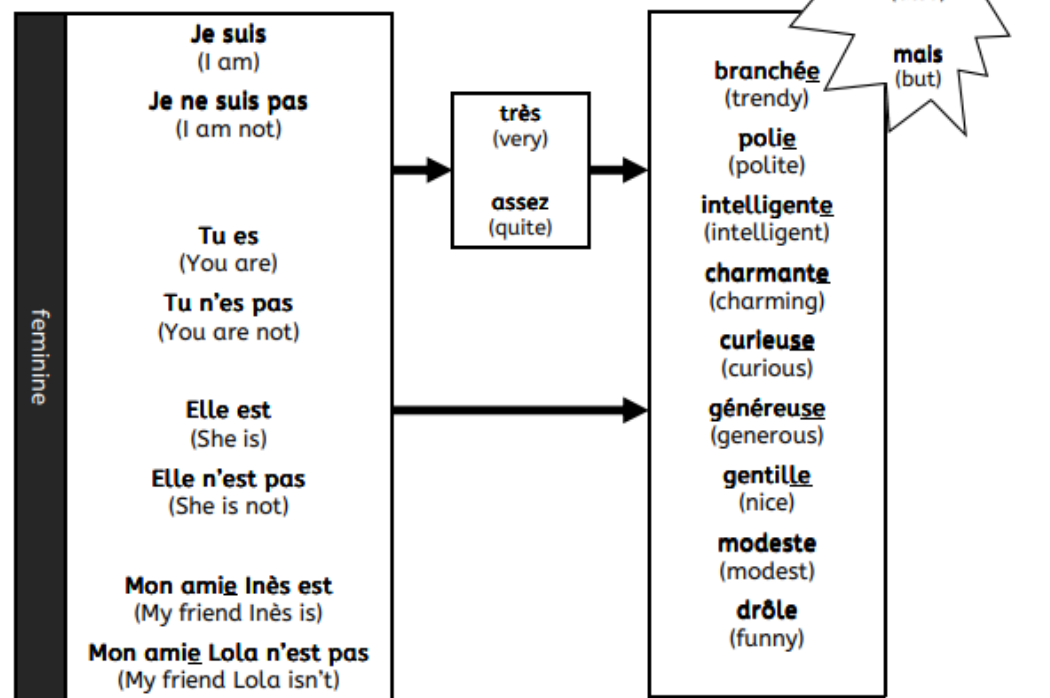 feminine
Je suis
(I am)
Je ne suis pas
(I am not)
Tu es
(You are)
Tu n'es pas
(You are not)
Elle est
(She is)
Elle n'est pas
(She is not)
Mon amie Inès est
(My friend Inès is)
Mon amie Lola n'est pas
(My friend Lola isn't)
très
(very)
assez
(quite)
branchée
(trendy)
polie
(polite)
intelligente
(intelligent)
charmante
(charming)
curieuse
(curious)
généreuse
(generous)
gentille
(nice)
modeste
(modest)
drôle
(funny)
mais
(but)